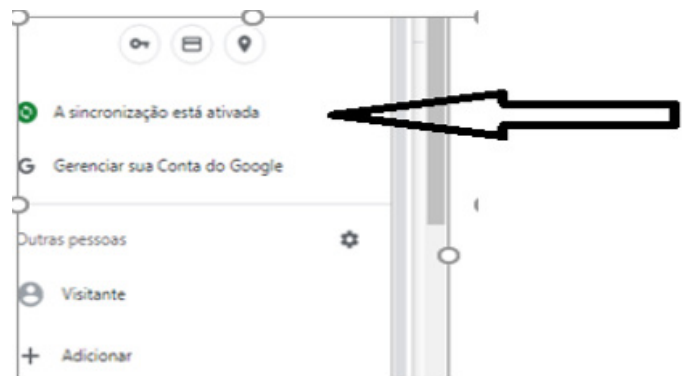 A sincronização está ativada
Gerenciar sua Conta do Google
Outras pessoas
Visitante
Adicionar